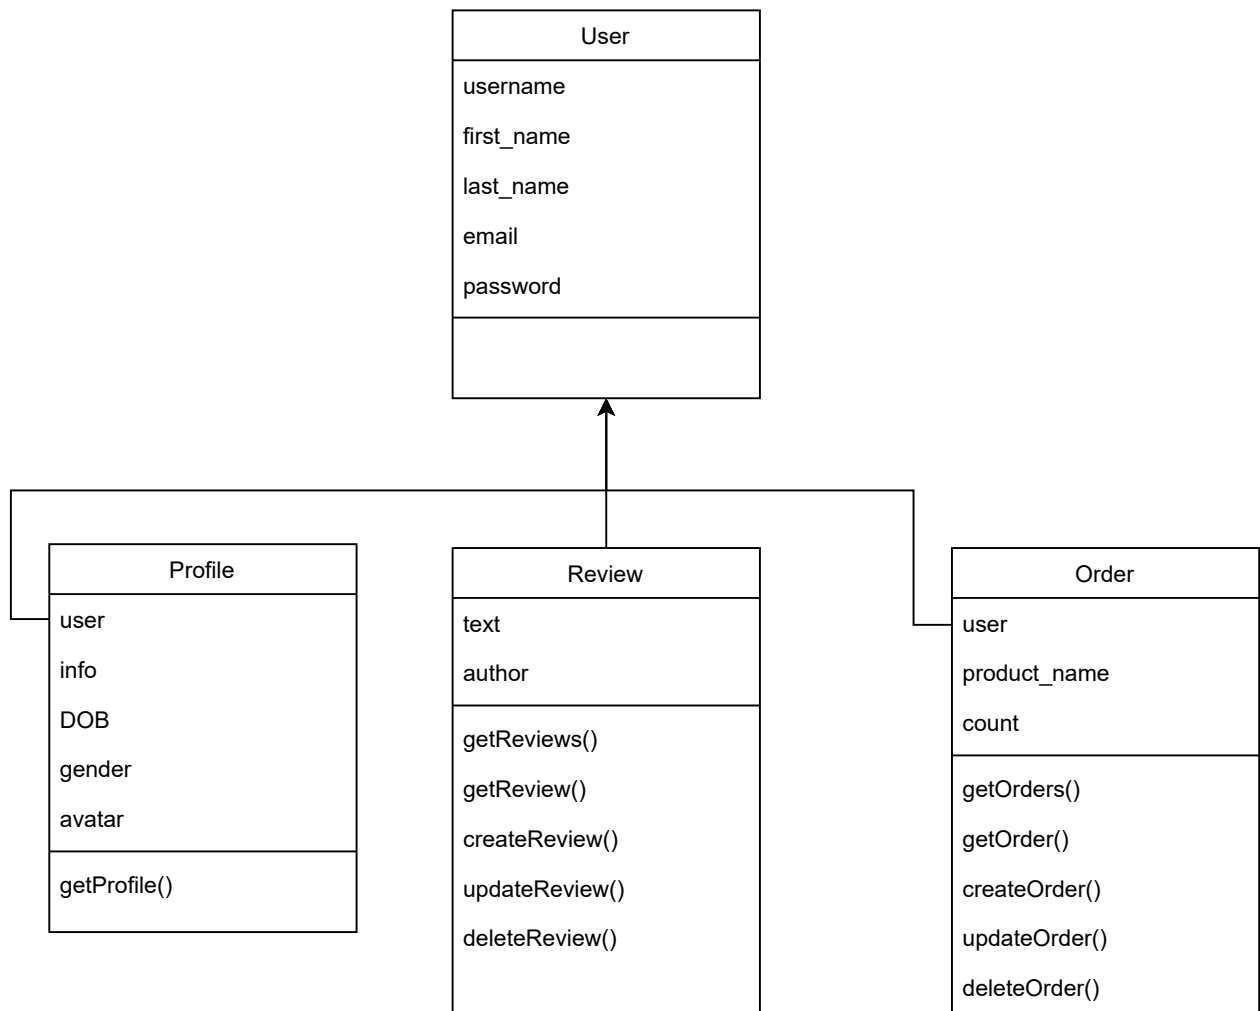 User
username
first_name
last_name
email
password
Profile
user
info
DOB
gender
avatar
getProfile()
Review
text
author
getReviews()
getReview()
createReview()
updateReview()
deleteReview()
Order
user
product_name
count
getOrders()
getOrder()
createOrder()
updateOrder()
deleteOrder()